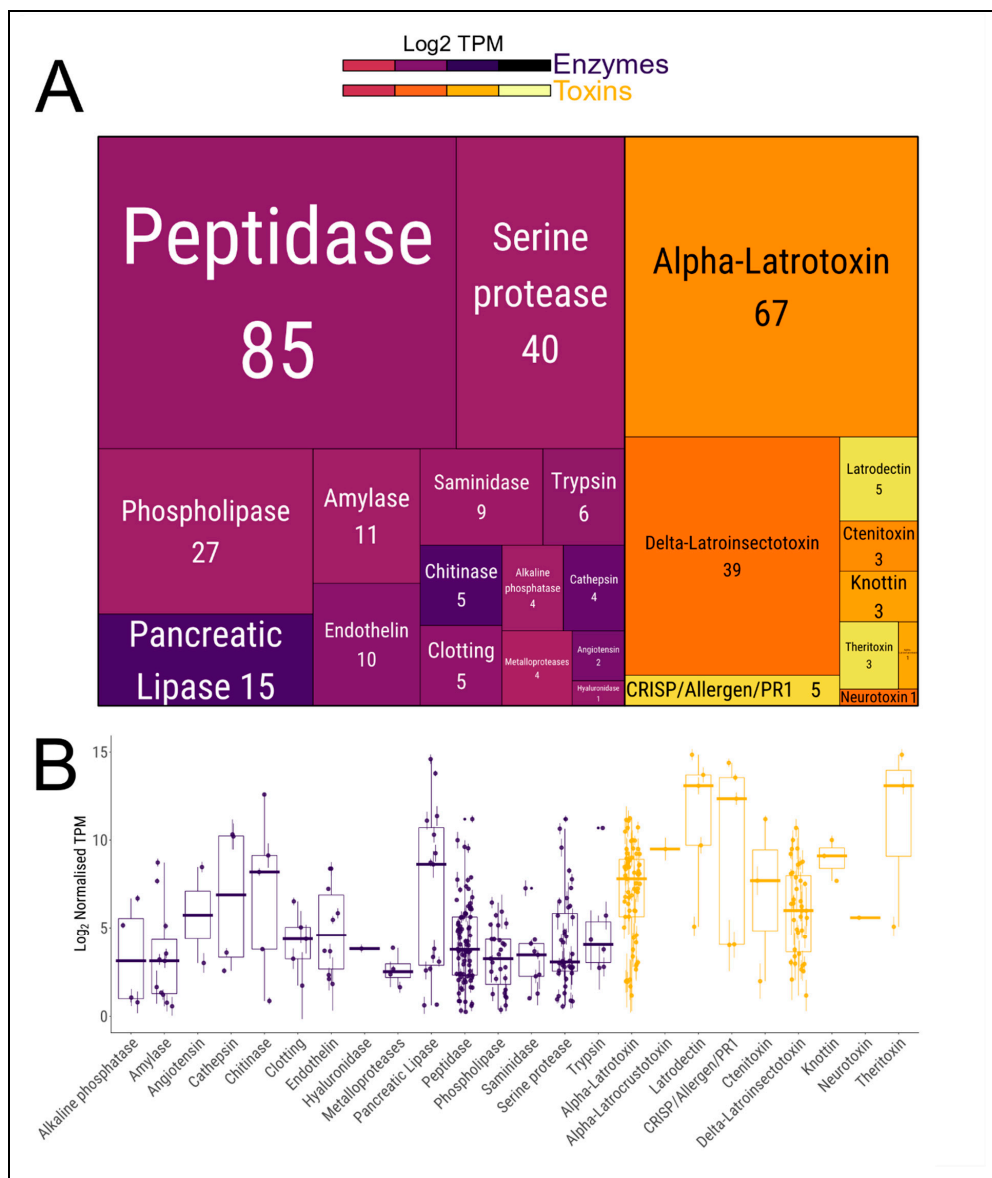 A
Log2 TPM
Enzymes
Toxins
Peptidase
85
Serine
protease
40
Alpha-Latrotoxin
67
Phospholipase
27
Amylase
11
Saminidase
9
Trypsin
6
Delta-Latroinsectotoxin
39
Latrodectin
5
Ctenitoxin
3
Knottin
3
Chitinase
5
Alkaline
phosphatase
4
Cathepsin
4
Pancreatic
Lipase 15
Endothelin
10
Clotting
5
Metalloproteases
4
Angiotensin
2
Hyaluronidase
1
Theritoxin
3
1
CRISP/Allergen/PR1 5
Neurotoxin 1
B
Log2 Normalised TPM
15
10
5
0
Alkaline phosphatase
Amylase
Angiotensin
Cathepsin
Chitinase
Clotting
Endothelin
Hyaluronidase
Metalloproteases
Pancreatic Lipase
Peptidase
Phospholipase
Saminidase
Serine protease
Trypsin
Alpha-Latrotoxin
Alpha-Latrocrustotoxin
Latrodectin
CRISP/Allergen/PR1
Ctenitoxin
Delta-Latroinsectotoxin
Knottin
Neurotoxin
Theritoxin